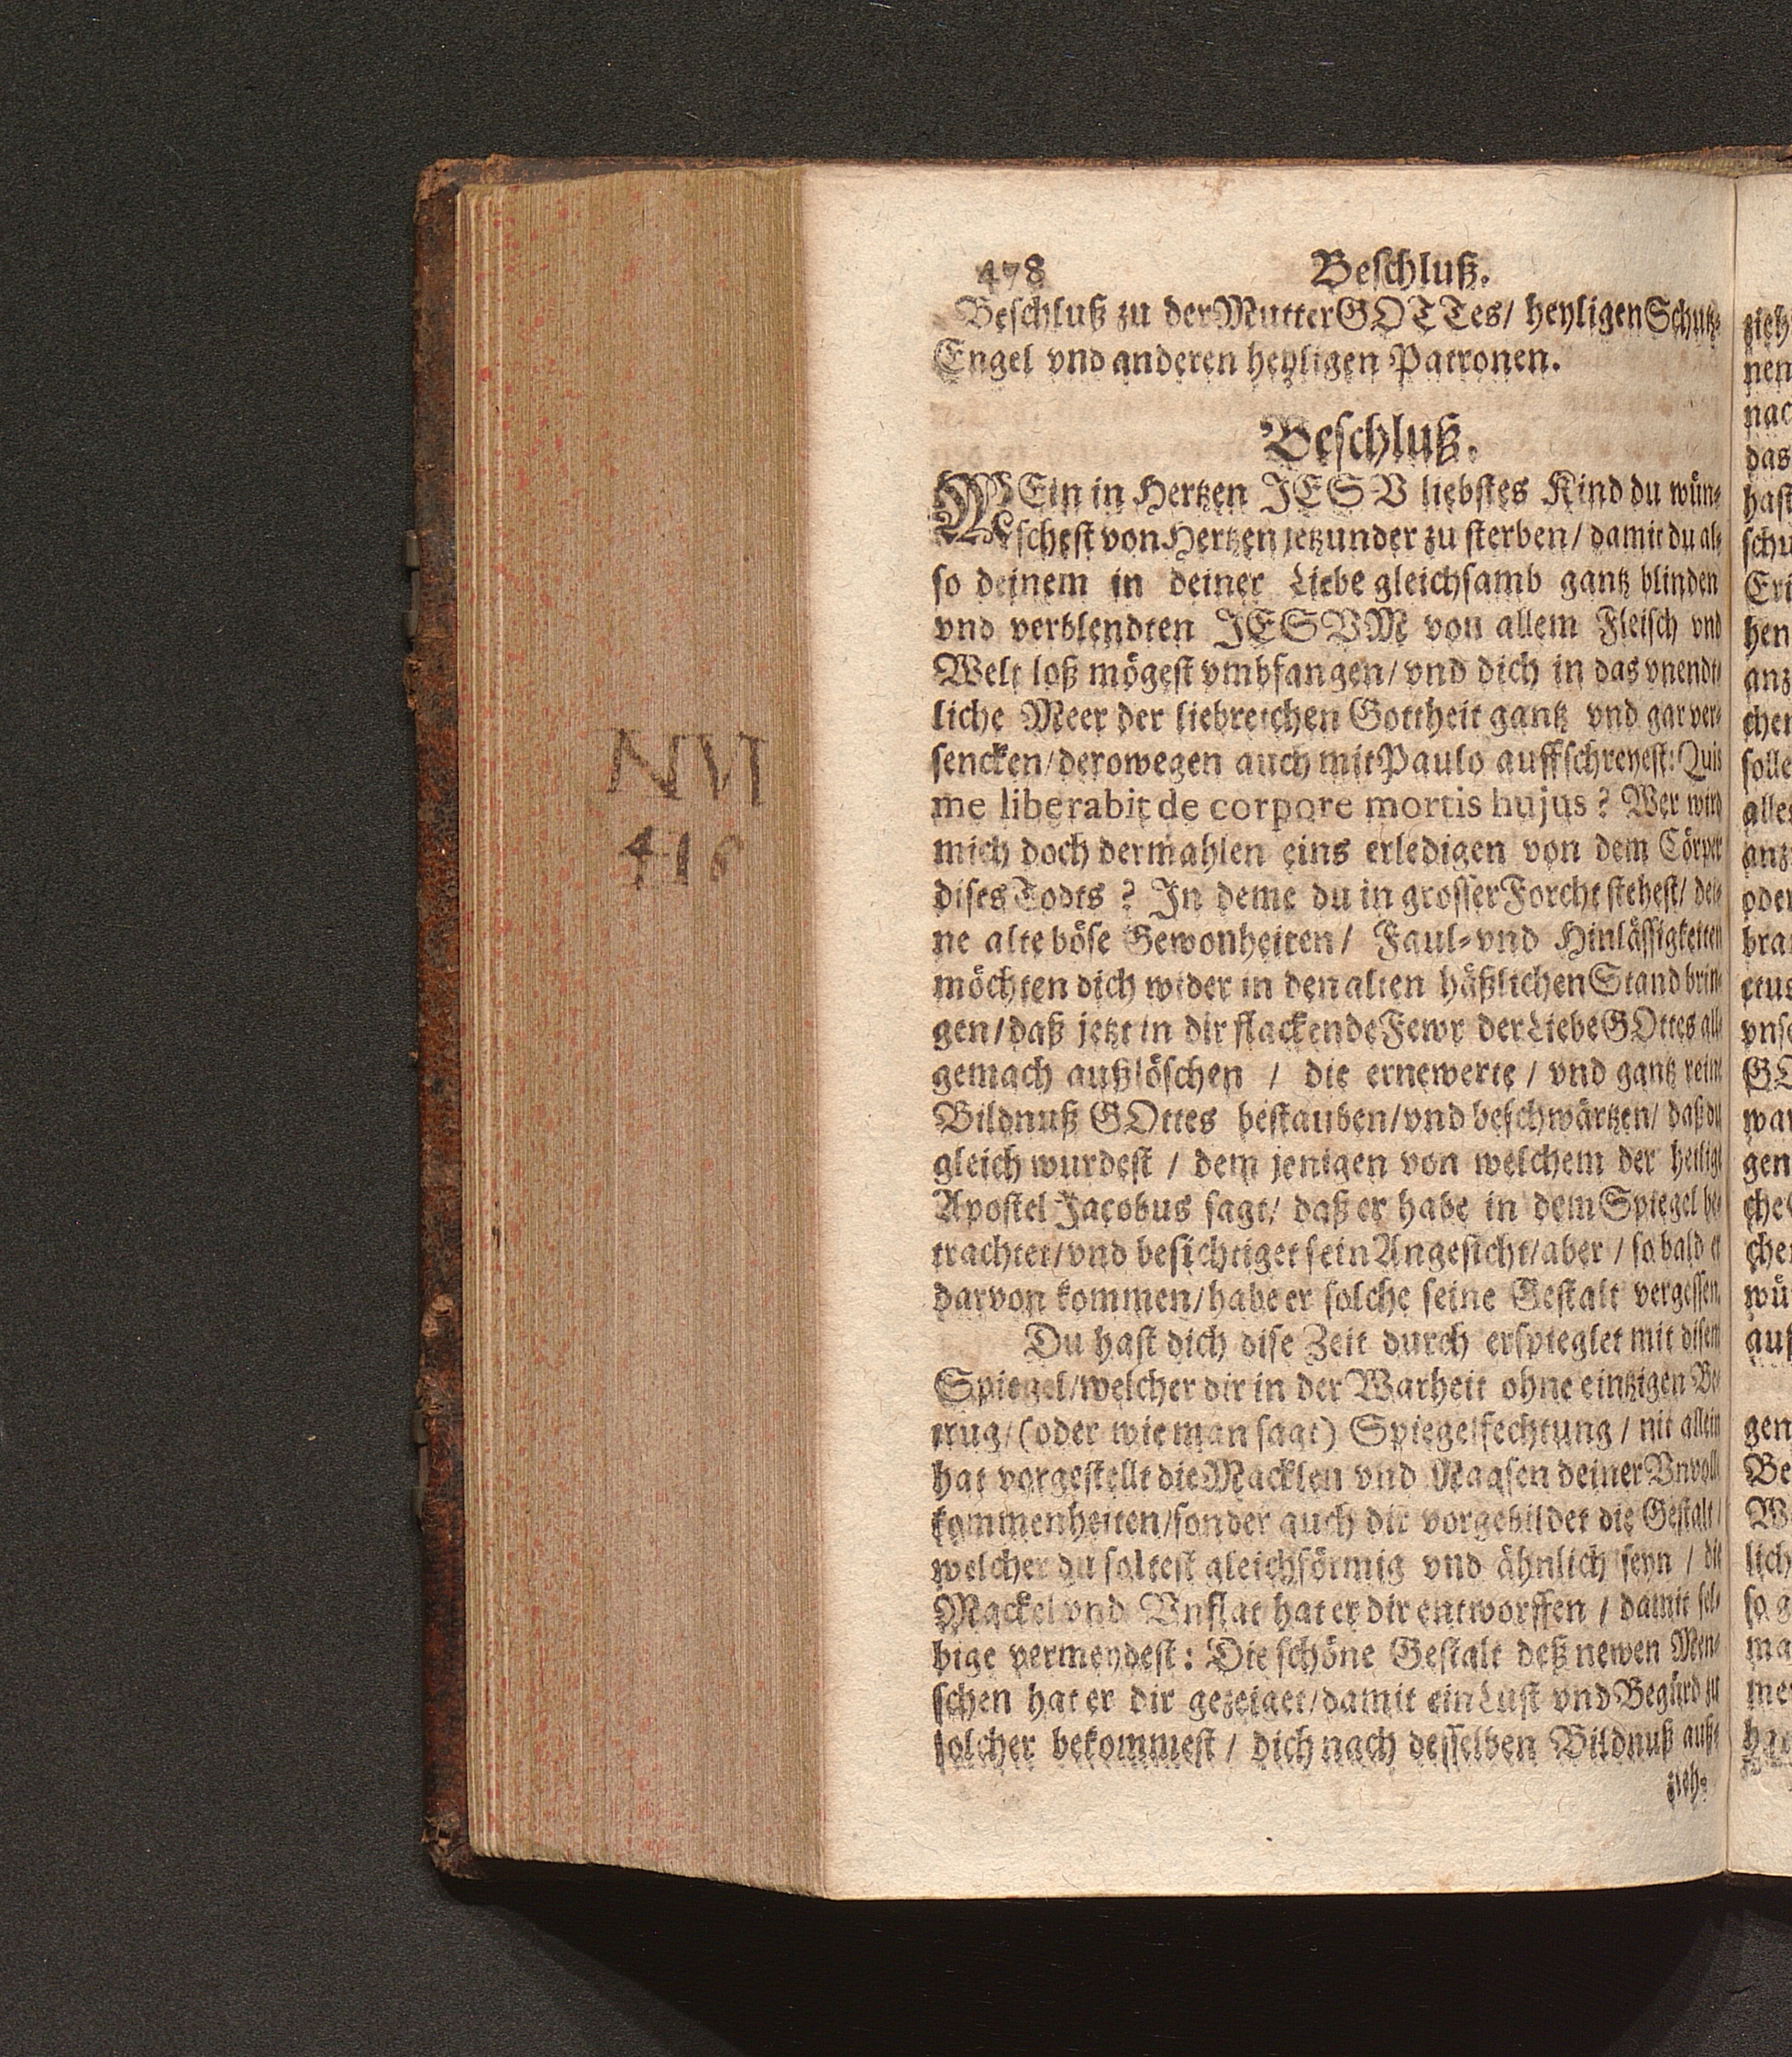 NVI
416
478 Beschluß.
Beschluß zu der Mutter GOTTes/ heyligen Schutz-
Engel vnd anderen heyligen Patronen.
Beschluß.
MEin in Hertzen JESV liebstes Kind du wün-
schest von Hertzen jetzunder zu sterben/ damit du al-
so deinem in deiner Liebe gleichsamb gantz blinden
vnd verblendten JESVM von allem Fleisch vnd
Welt loß mögest vmbfangen/ vnd dich in das vnendt-
liche Meer der liebreichen Gottheit gantz vnd gar ver-
sencken/ derowegen auch mit Paulo auffschreyest: Quis
me liberabit de corpore mortis hujus? Wer wird
mich doch dermahlen eins erledigen von dem Cörper
dises Todts? In deme du in grosser Forcht stehest/ dei-
ne alte böse Gewonheiten/ Faul- vnd Hinlässigkeiten
möchten dich wider in den alten häßlichen Stand brin-
gen/ daß jetzt in dir flackende Fewr der Liebe GOttes all-
gemach außlöschen / die ernewerte / vnd gantz reine
Bildnuß GOttes bestauben/ vnd beschwärtzen/ daß du
gleich wurdest / dem jenigen von welchem der heilige
Apostel Jacobus sagt/ daß er habe in dem Spiegel be-
trachtet/ vnd besichtiget sein Angesicht/ aber / so bald er
darvon kommen/ habe er solche seine Gestalt vergessen.
Du hast dich dise Zeit durch erspieglet mit disem
Spiegel/ welcher dir in der Warheit ohne eintzigen Be-
trug/ (oder wie man sagt) Spiegelfechtung / nit allein
hat vorgestellt die Macklen vnd Maasen deiner Vnvoll-
kommenheiten/ sonder auch dir vorgebildet die Gestalt /
welcher du soltest gleichförmig vnd ähnlich seyn / die
Mackel vnd Vnflat hat er dir entworffen / damit sel-
bige vermeydest: Die schöne Gestalt deß newen Men-
schen hat er dir gezeiget/ damit ein Lust vnd Begürd zu
solcher bekommest / dich nach desselben Bildnuß auß-
zieh-